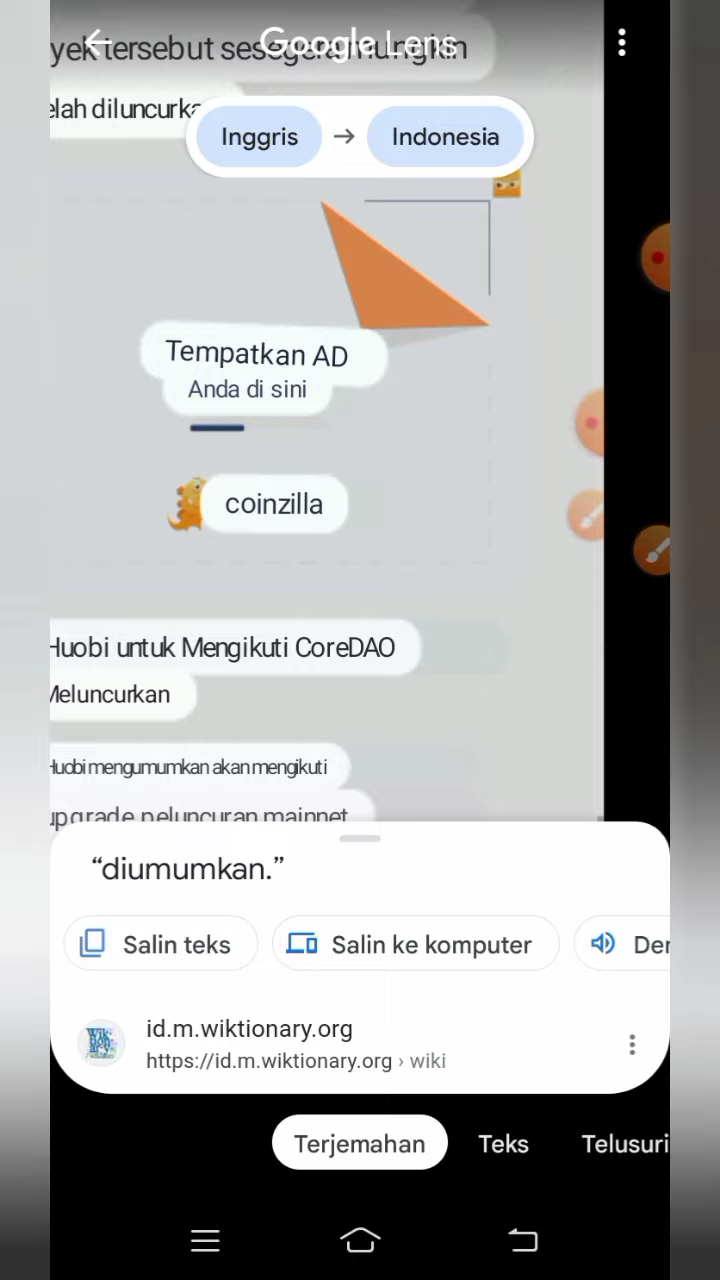 yek tersebut sesegera mungkin
Google Lens
elah diluncurka
Inggris → Indonesia
Tempatkan AD
Anda di sini
coinzilla
Huobi untuk Mengikuti CoreDAO
Meluncurkan
Huobi mengumumkan akan mengikuti
upgrade peluncuran mainnet
“diumumkan.”
Salin teks
Salin ke komputer
Der
id.m.wiktionary.org
https://id.m.wiktionary.org › wiki
Terjemahan
Teks
Telusuri